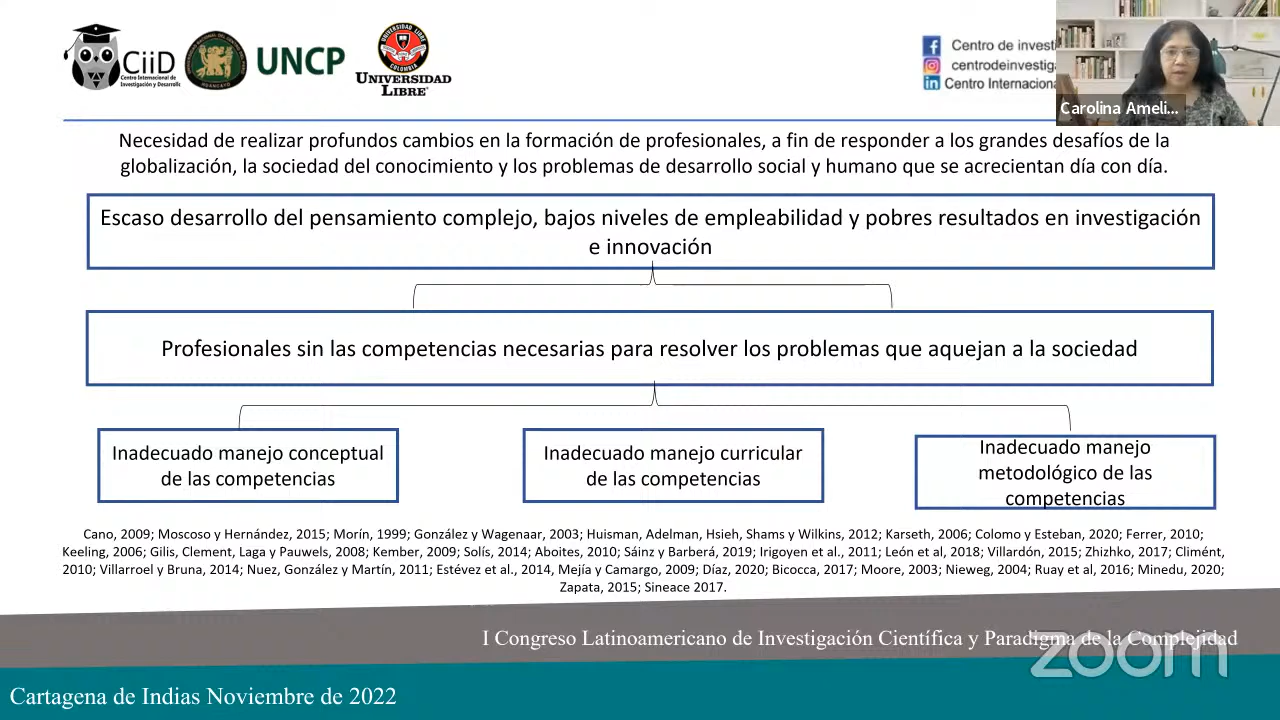 CiiD
Centro Internacional de
Investigación y Desarrollo
UNCP
UNIVERSIDAD
LIBRE
Centro de investi
centrodeinvestiga
Centro Internaciona
Carolina Ameli...
Necesidad de realizar profundos cambios en la formación de profesionales, a fin de responder a los grandes desafíos de la
globalización, la sociedad del conocimiento y los problemas de desarrollo social y humano que se acrecientan día con día.
Escaso desarrollo del pensamiento complejo, bajos niveles de empleabilidad y pobres resultados en investigación
e innovación
Profesionales sin las competencias necesarias para resolver los problemas que aquejan a la sociedad
Inadecuado manejo conceptual
de las competencias
Inadecuado manejo curricular
de las competencias
Inadecuado manejo
metodológico de las
competencias
Cano, 2009; Moscoso y Hernández, 2015; Morín, 1999; González y Wagenaar, 2003; Huisman, Adelman, Hsieh, Shams y Wilkins, 2012; Karseth, 2006; Colomo y Esteban, 2020; Ferrer, 2010;
Keeling, 2006; Gilis, Clement, Laga y Pauwels, 2008; Kember, 2009; Solís, 2014; Aboites, 2010; Sáinz y Barberá, 2019; Irigoyen et al., 2011; León et al, 2018; Villardón, 2015; Zhizhko, 2017; Climént,
2010; Villarroel y Bruna, 2014; Nuez, González y Martín, 2011; Estévez et al., 2014, Mejía y Camargo, 2009; Díaz, 2020; Bicocca, 2017; Moore, 2003; Nieweg, 2004; Ruay et al, 2016; Minedu, 2020;
Zapata, 2015; Sineace 2017.
I Congreso Latinoamericano de Investigación Científica y Paradigma de la Complejidad
zoom
Cartagena de Indias Noviembre de 2022